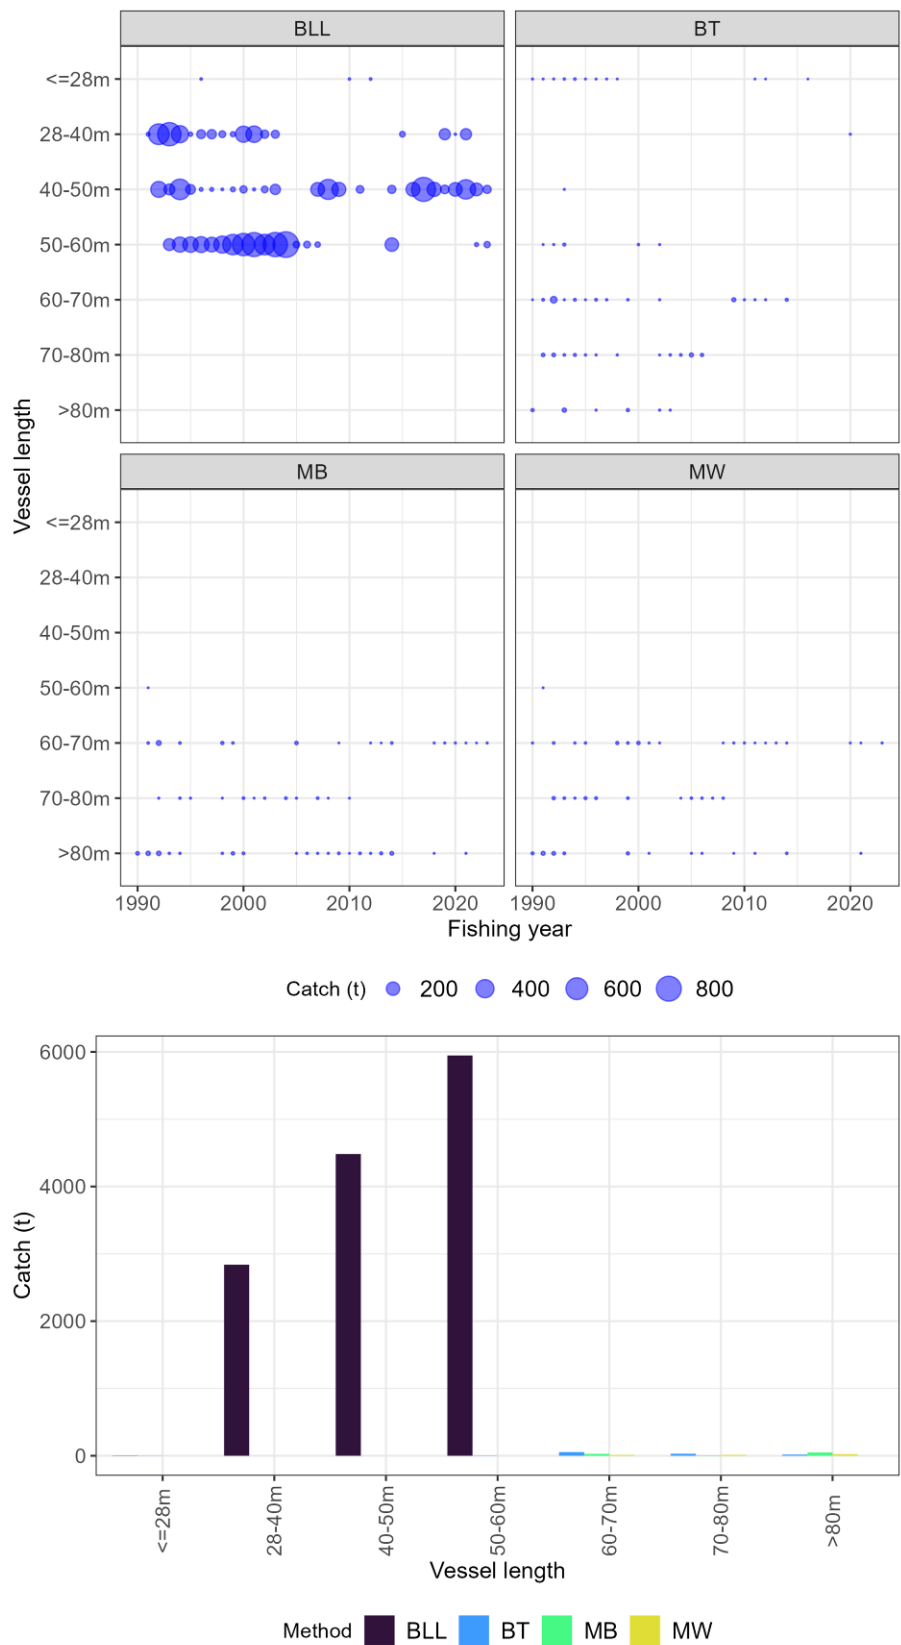 BLL
BT
<=28m
28-40m
40-50m
50-60m
60-70m
70-80m
>80m
MB
MW
<=28m
28-40m
40-50m
50-60m
60-70m
70-80m
>80m
Vessel length
1990 2000 2010 2020 1990 2000 2010 2020
Fishing year
Catch (t) 200 400 600 800
6000
4000
2000
0
Catch (t)
<=28m 28-40m 40-50m 50-60m 60-70m 70-80m >80m
Vessel length
Method BLL BT MB MW